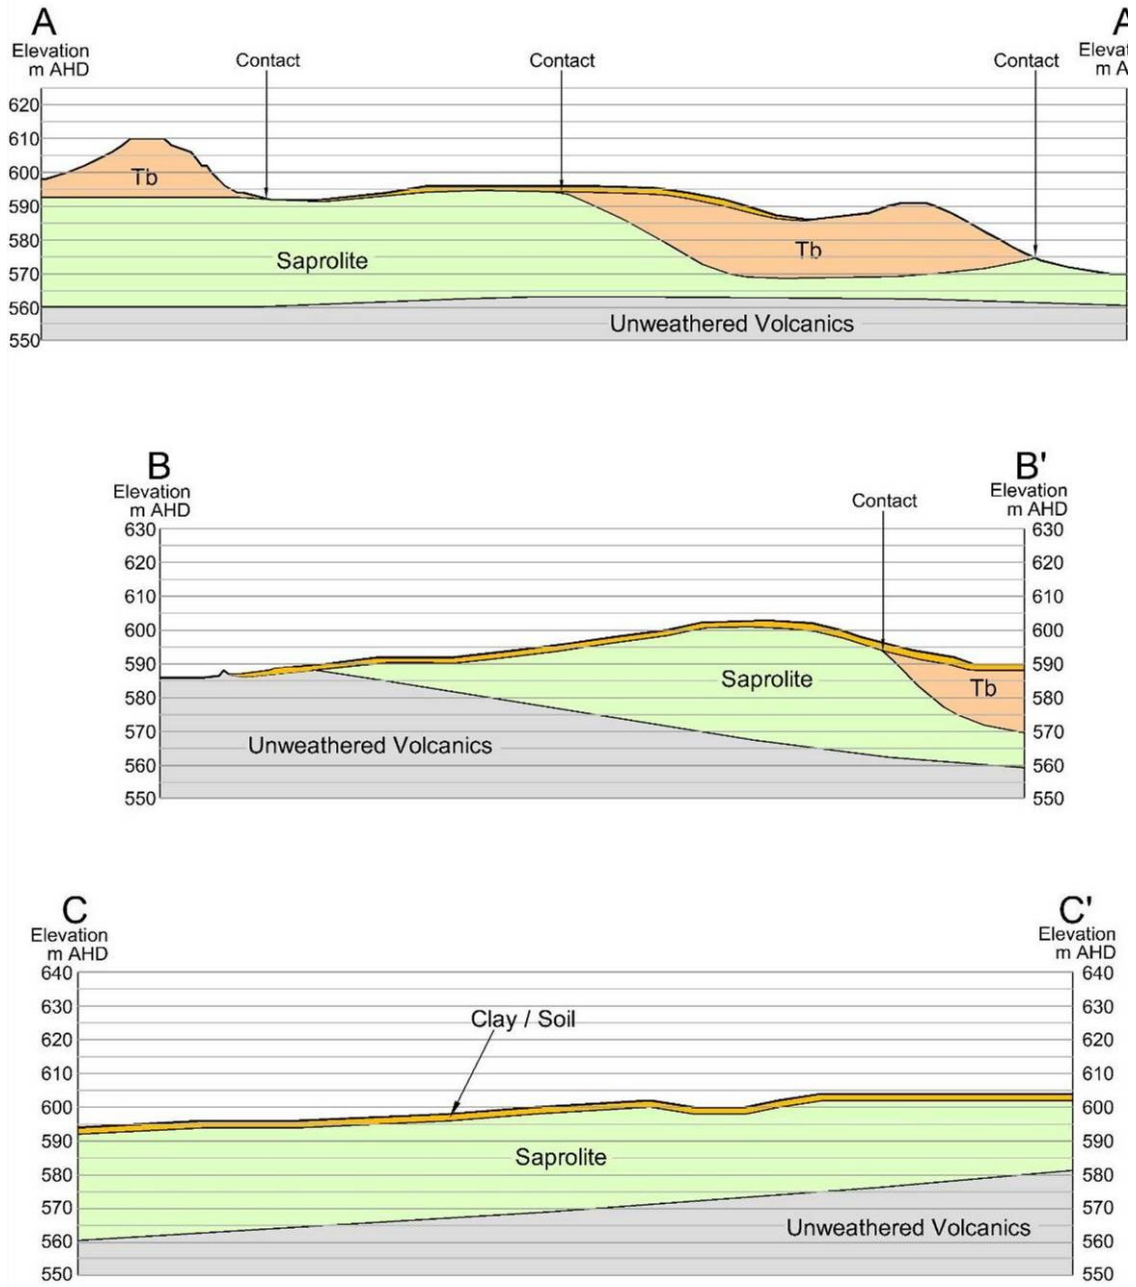 A
A
Elevation
m AHD
Elevat
m A
Contact
Contact
Contact
620
610
600
590
580
570
560
550
Tb
Saprolite
Tb
Unweathered Volcanics
B
B'
Elevation
m AHD
Elevation
m AHD
Contact
630
630
620
620
610
610
600
600
590
590
580
580
570
570
560
560
550
550
Saprolite
Tb
Unweathered Volcanics
C
C'
Elevation
m AHD
Elevation
m AHD
640
640
630
630
620
620
610
610
600
600
590
590
580
580
570
570
560
560
550
550
Clay / Soil
Saprolite
Unweathered Volcanics